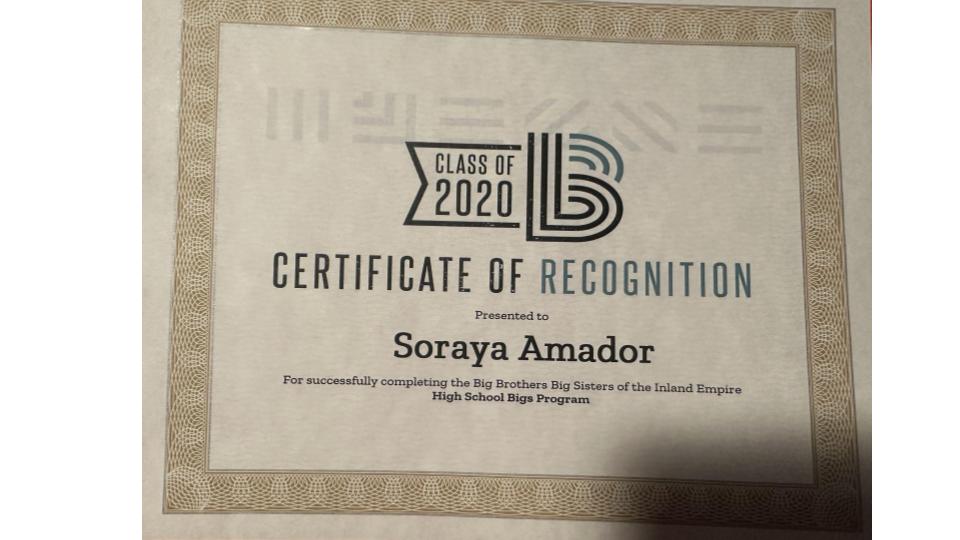 CLASS OF
2020
B
CERTIFICATE OF RECOGNITION
Presented to
Soraya Amador
For successfully completing the Big Brothers Big Sisters of the Inland Empire
High School Bigs Program